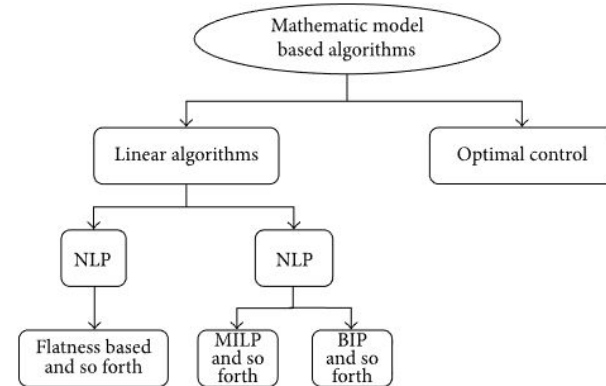 Mathematic model
based algorithms
Linear algorithms
Optimal control
NLP
NLP
Flatness based
and so forth
MILP
and so
forth
BIP
and so
forth